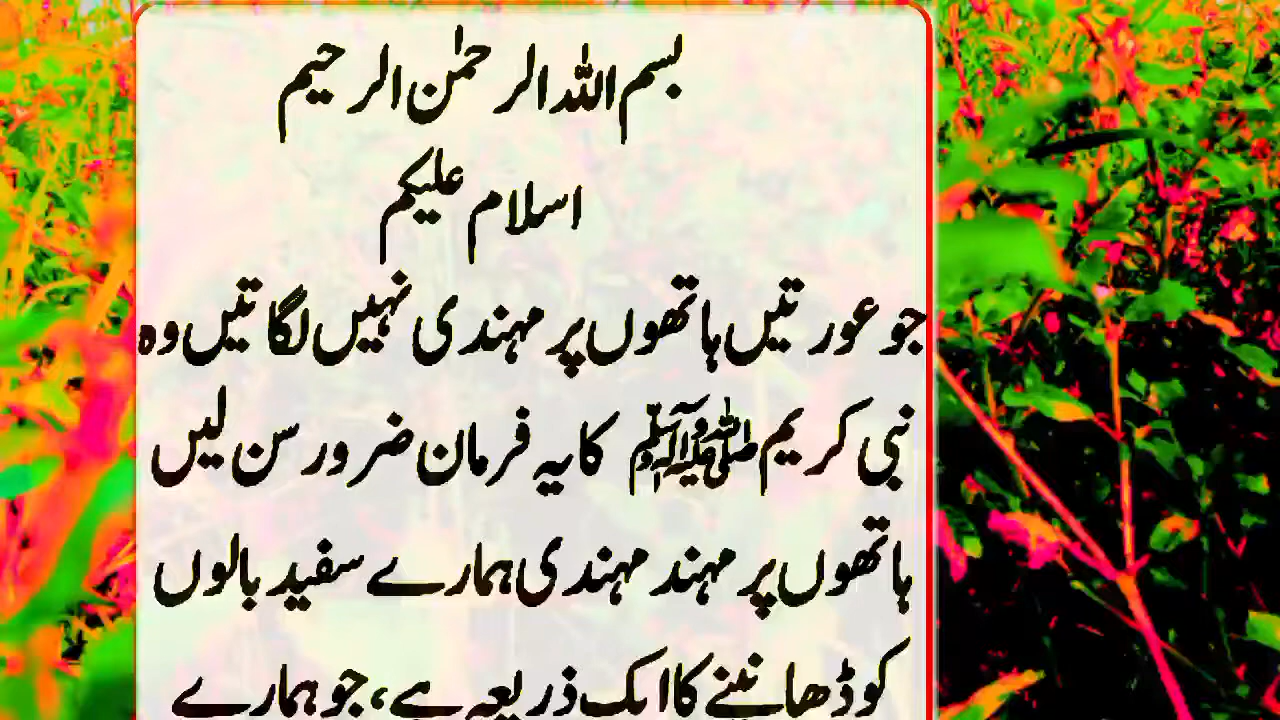 بسم اللہ الرحمٰن الرحیم
اسلام علیکم
جو عورتیں ہاتھوں پر مہندی نہیں لگاتیں وہ
نبی کریم ﷺ کا یہ فرمان ضرور سن لیں
ہاتھوں پر مہند مہندی ہمارے سفید بالوں
کو ڈھانپنے کا ایک ذریعہ ہے، جو ہمارے